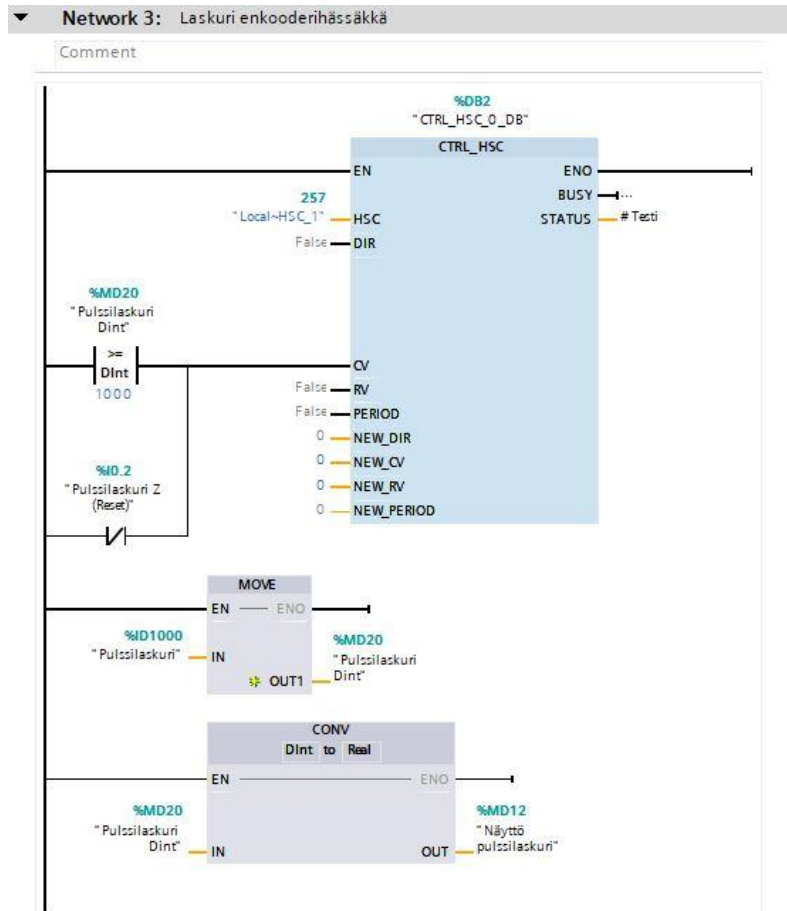 Network 3: Laskuri enkooderihässäkkä
Comment
%DB2
"CTRL_HSC_0_DB"
CTRL_HSC
EN ENO
BUSY ...
257
"Local~HSC_1" HSC
STATUS # Testi
False DIR
%MD20
"Pulssilaskuri
Dint"
>=
DInt
1000
CV
False RV
False PERIOD
0 NEW_DIR
0 NEW_CV
0 NEW_RV
0 NEW_PERIOD
%I0.2
"Pulssilaskuri Z
(Reset)"
MOVE
EN ENO
%ID1000
"Pulssilaskuri" IN
%MD20
"Pulssilaskuri
Dint"
OUT1
CONV
DInt to Real
EN ENO
%MD20
"Pulssilaskuri
Dint" IN
%MD12
"Näyttö
pulssilaskuri"
OUT